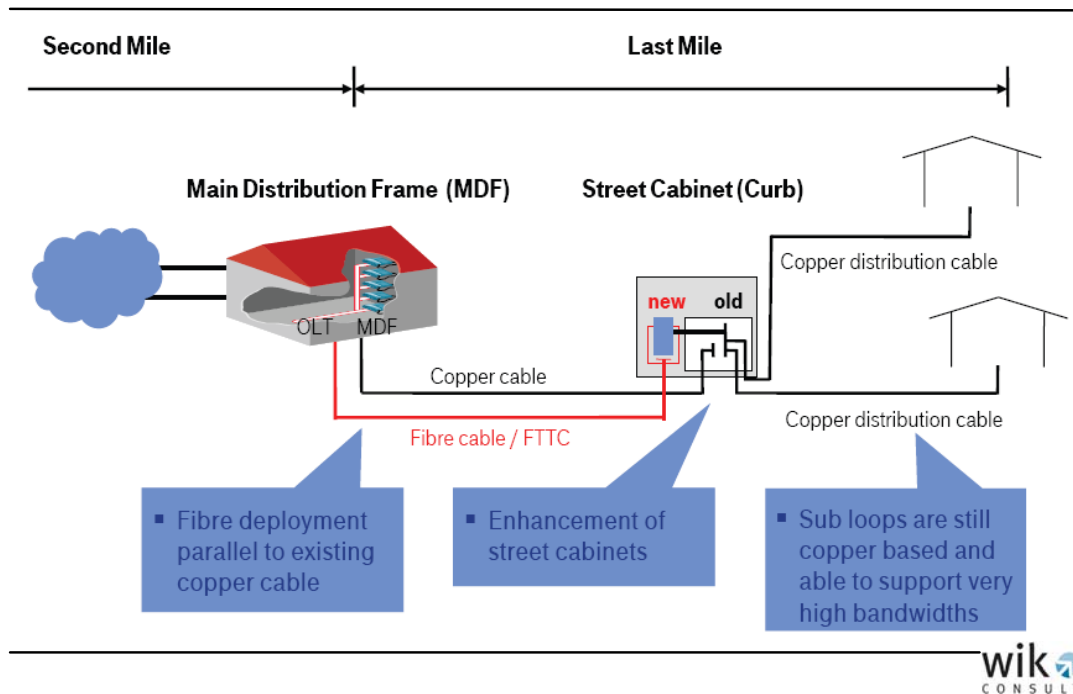 Second Mile
Last Mile
Main Distribution Frame (MDF)
Street Cabinet (Curb)
Copper distribution cable
new
old
OLT
MDF
Copper cable
Copper distribution cable
Fibre cable / FTTC
▪ Fibre deployment
parallel to existing
copper cable
▪ Enhancement of
street cabinets
▪ Sub loops are still
copper based and
able to support very
high bandwidths
wik
CONSUL